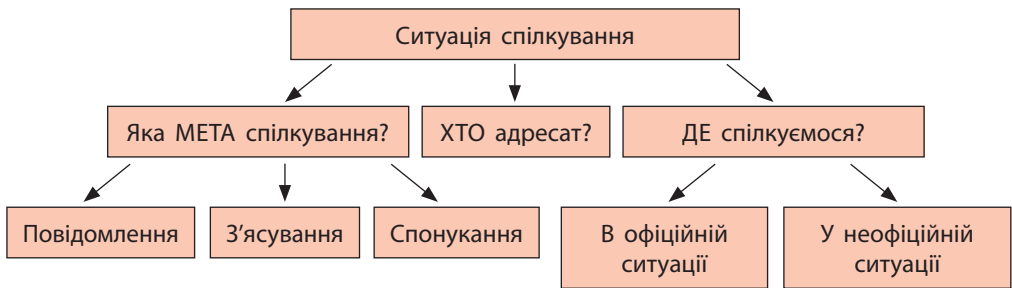 Ситуація спілкування
Яка МЕТА спілкування?
ХТО адресат?
ДЕ спілкуємося?
Повідомлення
З'ясування
Спонукання
В офіційній
ситуації
У неофіційній
ситуації